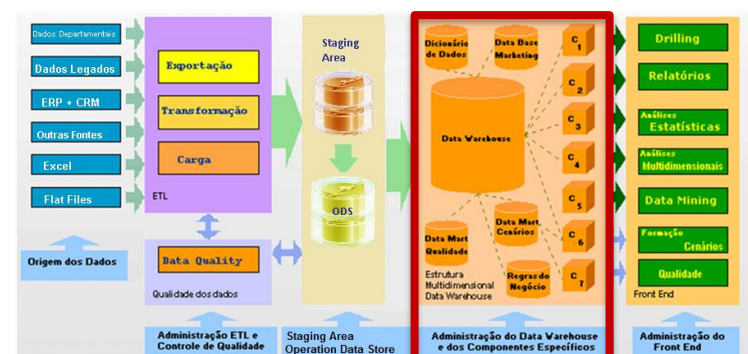 Dados Departamentais
Dados Legados
ERP + CRM
Outras Fontes
Excel
Flat Files
Origem dos Dados
Exportação
Transformação
Carga
ETL
Data Quality
Qualidade dos dados
Administração ETL e
Controle de Qualidade
Staging
Area
ODS
Staging Area
Operation Data Store
Dicionário
de Dados
Data Base
Marketing
Data Warehouse
Data Mart
Qualidade
Data Mart
Cenários
Regras do
Negócio
Estrutura
Multidimensional
Data Warehouse
C1
C2
C3
C4
C5
C6
C7
Administração do Data Warehouse
e dos Componentes Específicos
Drilling
Relatórios
Análises
Estatísticas
Análises
Multidimensionais
Data Mining
Formação
Cenários
Qualidade
Front End
Administração do
Front End